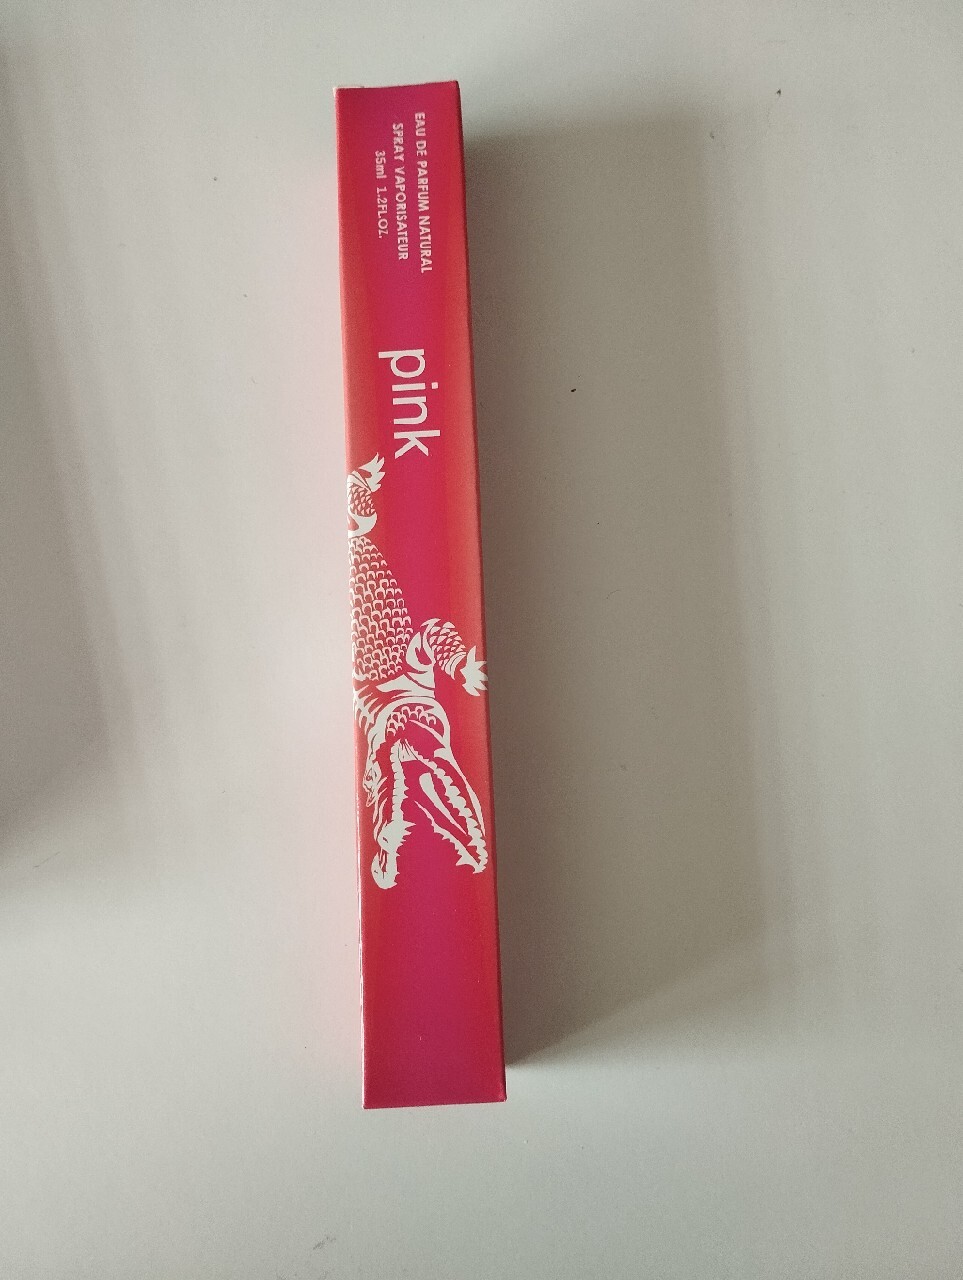 EAU DE PARFUM NATURAL
SPRAY VAPORISATEUR
35ml 1.2FL.OZ.
pink